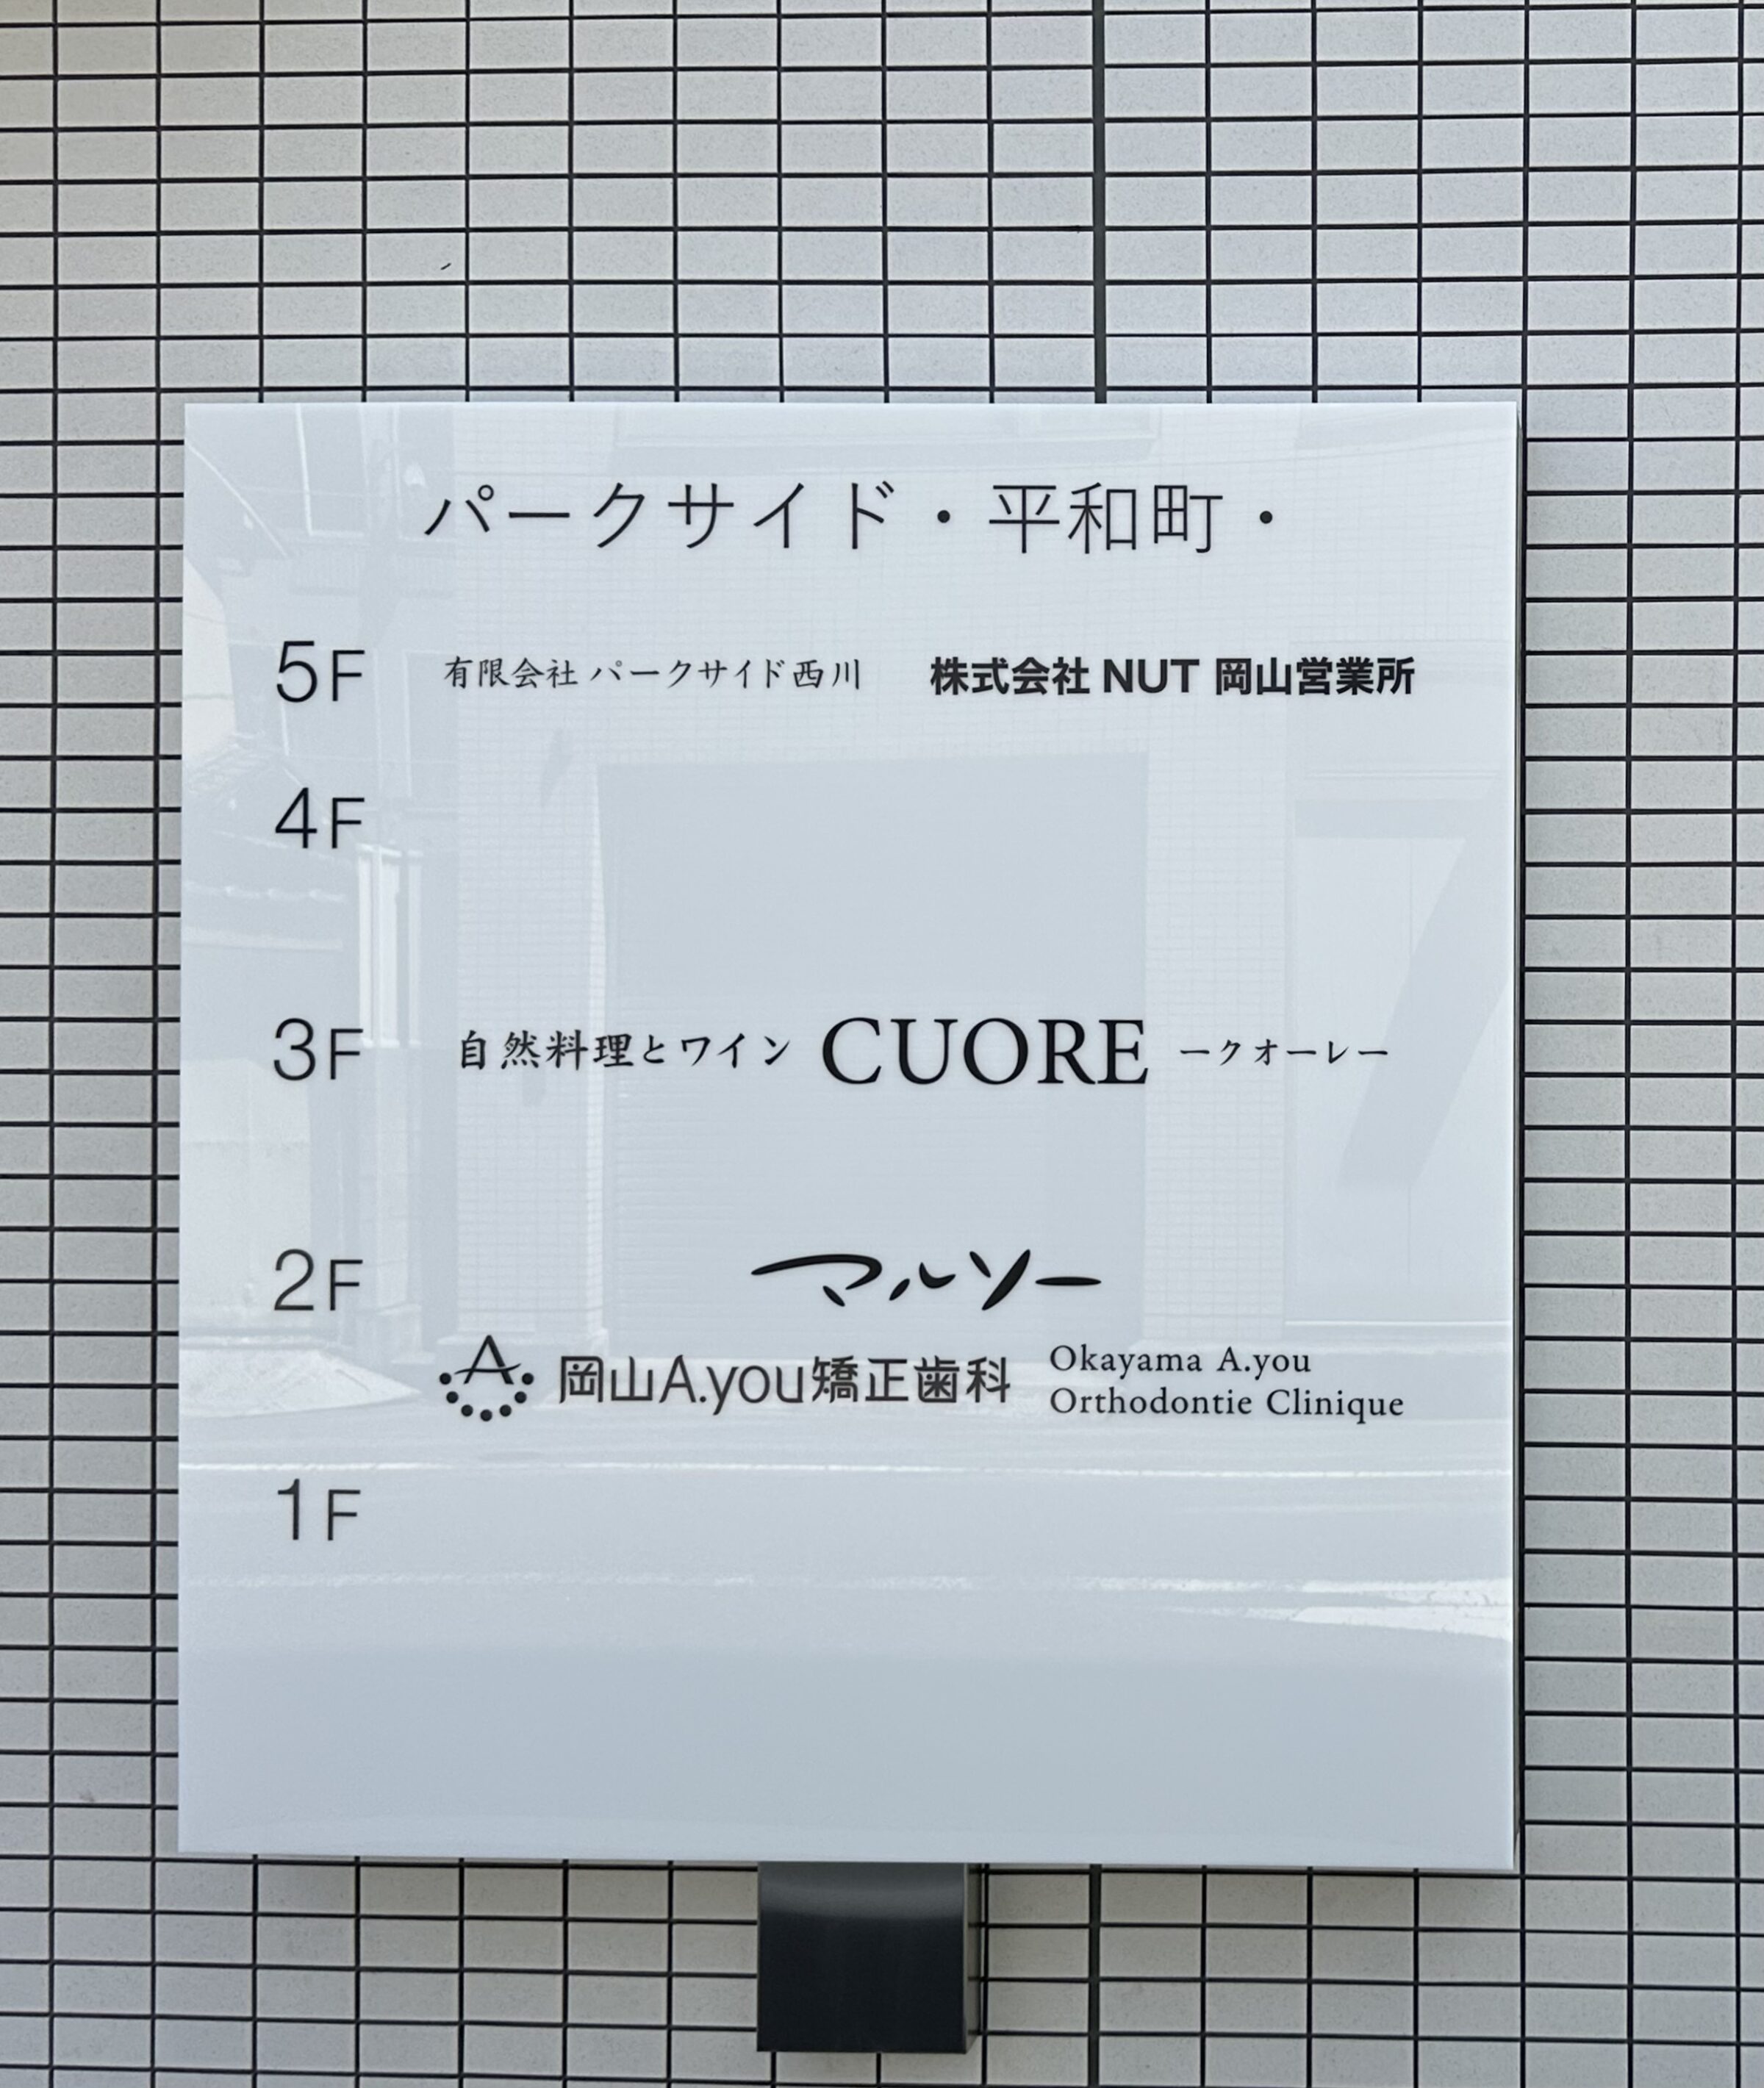 パークサイド・平和町・
5F 有限会社 パークサイド西川 株式会社 NUT 岡山営業所
4F
3F 自然料理とワイン CUORE ークオーレー
2F マルソー
A 岡山A.you矯正歯科 Okayama A.you
Orthodontie Clinique
1F